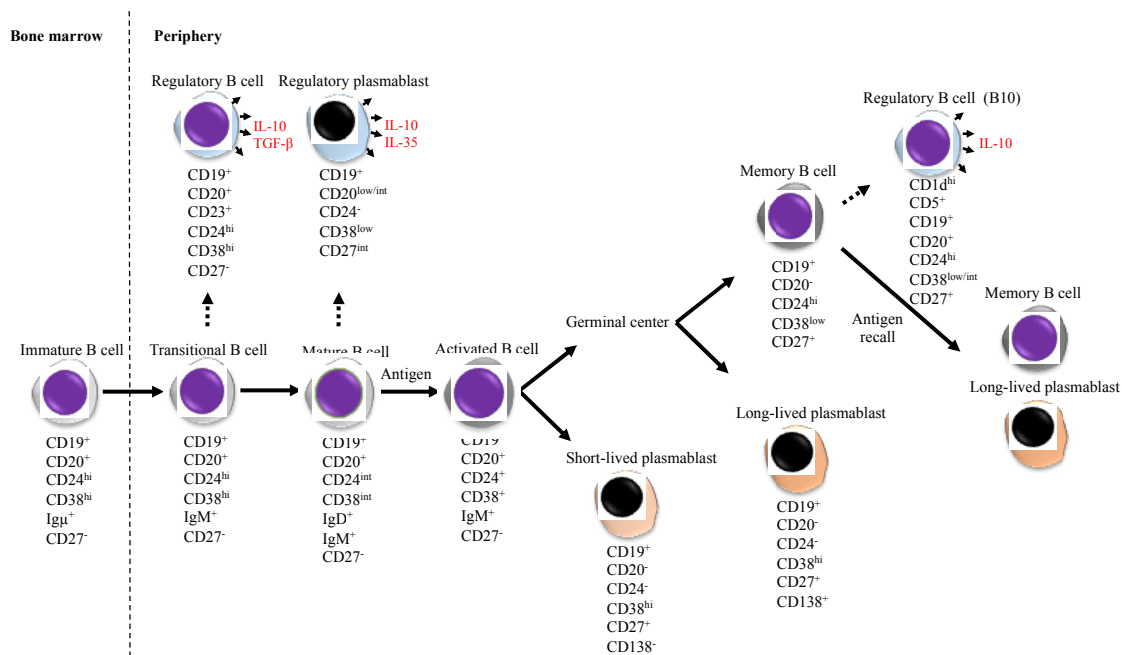 Bone marrow
Periphery
Regulatory B cell
IL-10
TGF-β
CD19⁺
CD20⁺
CD23⁺
CD24ʰⁱ
CD38ʰⁱ
CD27⁻
Regulatory plasmablast
IL-10
IL-35
CD19⁺
CD20ˡᵒʷ/ⁱⁿᵗ
CD24⁻
CD38ˡᵒʷ
CD27ⁱⁿᵗ
Immature B cell
CD19⁺
CD20⁺
CD24ʰⁱ
CD38ʰⁱ
Igμ⁺
CD27⁻
Transitional B cell
CD19⁺
CD20⁺
CD24ʰⁱ
CD38ʰⁱ
IgM⁺
CD27⁻
Mature B cell
CD19⁺
CD20⁺
CD24ⁱⁿᵗ
CD38ⁱⁿᵗ
IgD⁺
IgM⁺
CD27⁻
Antigen
Activated B cell
CD19
CD20⁺
CD24⁺
CD38⁺
IgM⁺
CD27⁻
Germinal center
Short-lived plasmablast
CD19⁺
CD20⁻
CD24⁻
CD38ʰⁱ
CD27⁺
CD138⁻
Memory B cell
CD19⁺
CD20⁻
CD24ʰⁱ
CD38ˡᵒʷ
CD27⁺
Long-lived plasmablast
CD19⁺
CD20⁻
CD24⁻
CD38ʰⁱ
CD27⁺
CD138⁺
Regulatory B cell (B10)
IL-10
CD1dʰⁱ
CD5⁺
CD19⁺
CD20⁺
CD24ʰⁱ
CD38ˡᵒʷ/ⁱⁿᵗ
CD27⁺
Antigen
recall
Memory B cell
Long-lived plasmablast